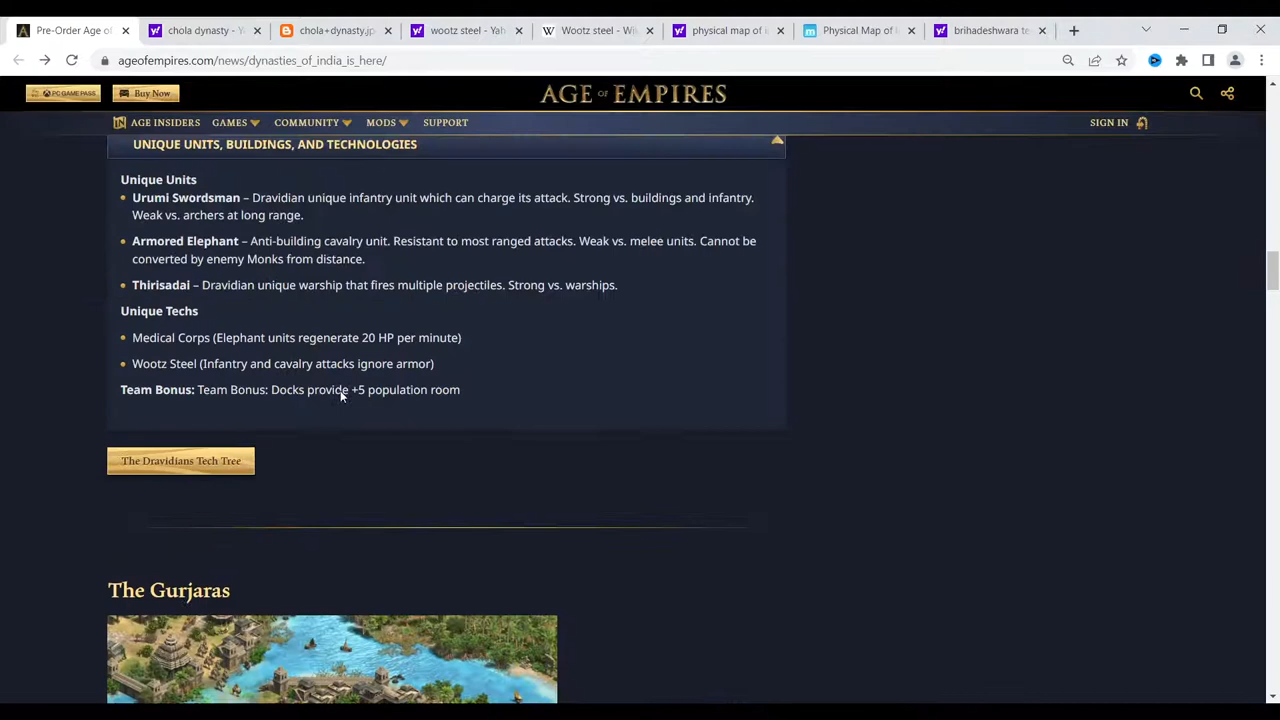 Pre-Order Age of
chola dynasty - Ya
chola+dynasty.jp
wootz steel - Yah
Wootz steel - Wi
physical map of i
Physical Map of I
brihadeshwara te
ageofempires.com/news/dynasties_of_india_is_here/
PC GAME PASS
Buy Now
AGE OF EMPIRES
AGE INSIDERS
GAMES
COMMUNITY
MODS
SUPPORT
SIGN IN
UNIQUE UNITS, BUILDINGS, AND TECHNOLOGIES
Unique Units
Urumi Swordsman – Dravidian unique infantry unit which can charge its attack. Strong vs. buildings and infantry.
Weak vs. archers at long range.
Armored Elephant – Anti-building cavalry unit. Resistant to most ranged attacks. Weak vs. melee units. Cannot be
converted by enemy Monks from distance.
Thirisadai – Dravidian unique warship that fires multiple projectiles. Strong vs. warships.
Unique Techs
Medical Corps (Elephant units regenerate 20 HP per minute)
Wootz Steel (Infantry and cavalry attacks ignore armor)
Team Bonus: Team Bonus: Docks provide +5 population room
The Dravidians Tech Tree
The Gurjaras